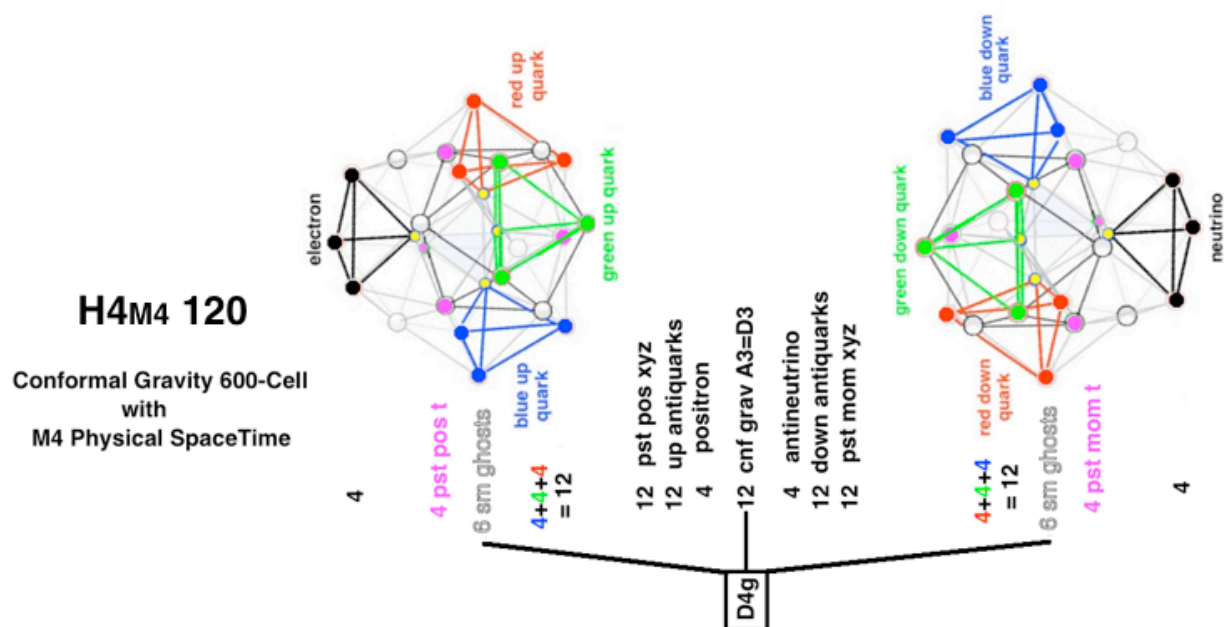 H4M4 120
Conformal Gravity 600-Cell
with
M4 Physical SpaceTime
electron
red up
quark
green up quark
blue up
quark
4
4 pst pos t
6 sm ghosts
4+4+4
= 12
12 pst pos xyz
12 up antiquarks
4 positron
12 cnf grav A3=D3
4 antineutrino
12 down antiquarks
12 pst mom xyz
D4g
blue down
quark
green down quark
red down
quark
neutrino
4+4+4
= 12
6 sm ghosts
4 pst mom t
4